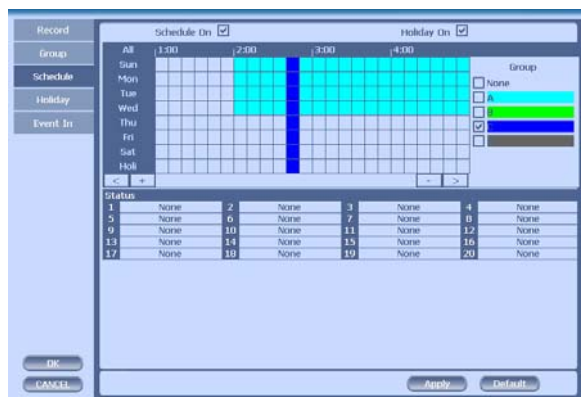 Record
Group
Schedule
Holiday
Event In
OK
CANCEL
Schedule On
Holiday On
All 1:00 2:00 3:00 4:00
Sun
Mon
Tue
Wed
Thu
Fri
Sat
Holi
< + - >
Group
None
A
B
Status
1 None 2 None 3 None 4 None
5 None 6 None 7 None 8 None
9 None 10 None 11 None 12 None
13 None 14 None 15 None 16 None
17 None 18 None 19 None 20 None
Apply Default